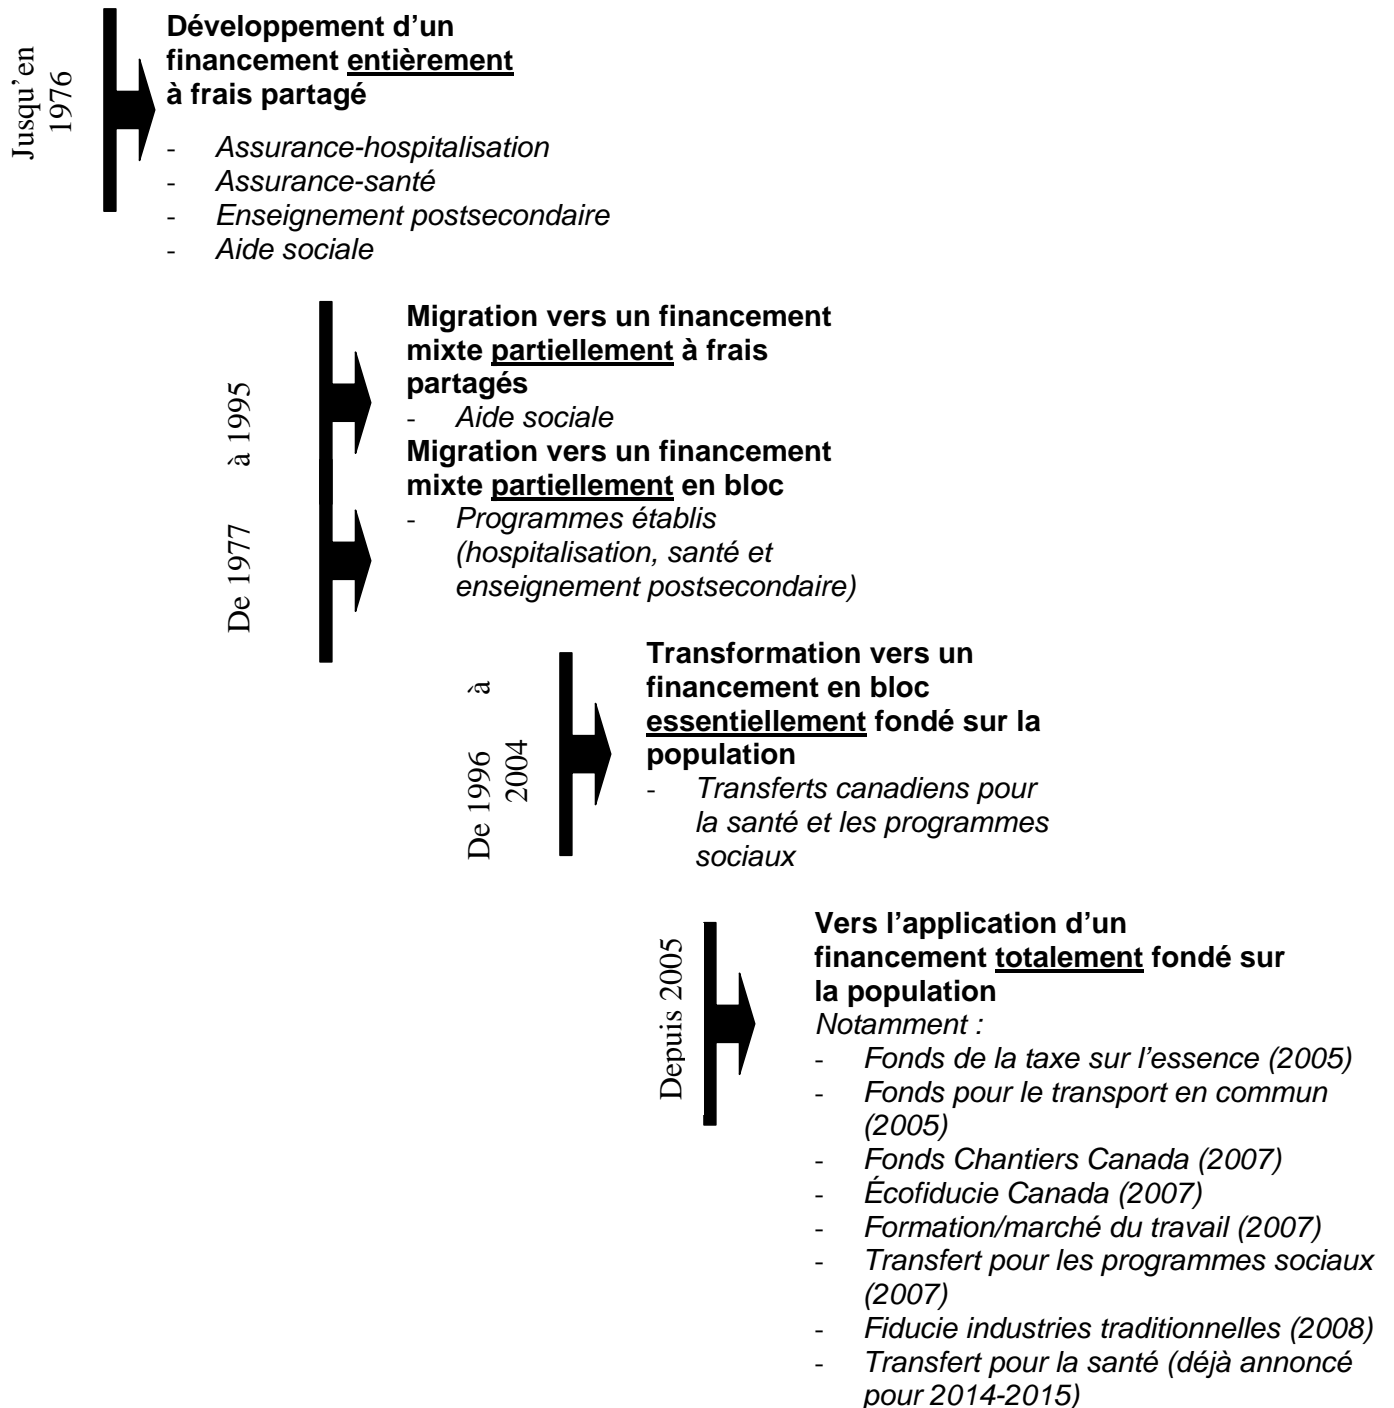 Jusqu’en
1976
Développement d’un
financement entièrement
à frais partagé
- Assurance-hospitalisation
- Assurance-santé
- Enseignement postsecondaire
- Aide sociale
De 1977 à 1995
Migration vers un financement
mixte partiellement à frais
partagés
- Aide sociale
Migration vers un financement
mixte partiellement en bloc
- Programmes établis
(hospitalisation, santé et
enseignement postsecondaire)
De 1996 à
2004
Transformation vers un
financement en bloc
essentiellement fondé sur la
population
- Transferts canadiens pour
la santé et les programmes
sociaux
Depuis 2005
Vers l’application d’un
financement totalement fondé sur
la population
Notamment :
- Fonds de la taxe sur l’essence (2005)
- Fonds pour le transport en commun
(2005)
- Fonds Chantiers Canada (2007)
- Écofiducie Canada (2007)
- Formation/marché du travail (2007)
- Transfert pour les programmes sociaux
(2007)
- Fiducie industries traditionnelles (2008)
- Transfert pour la santé (déjà annoncé
pour 2014-2015)